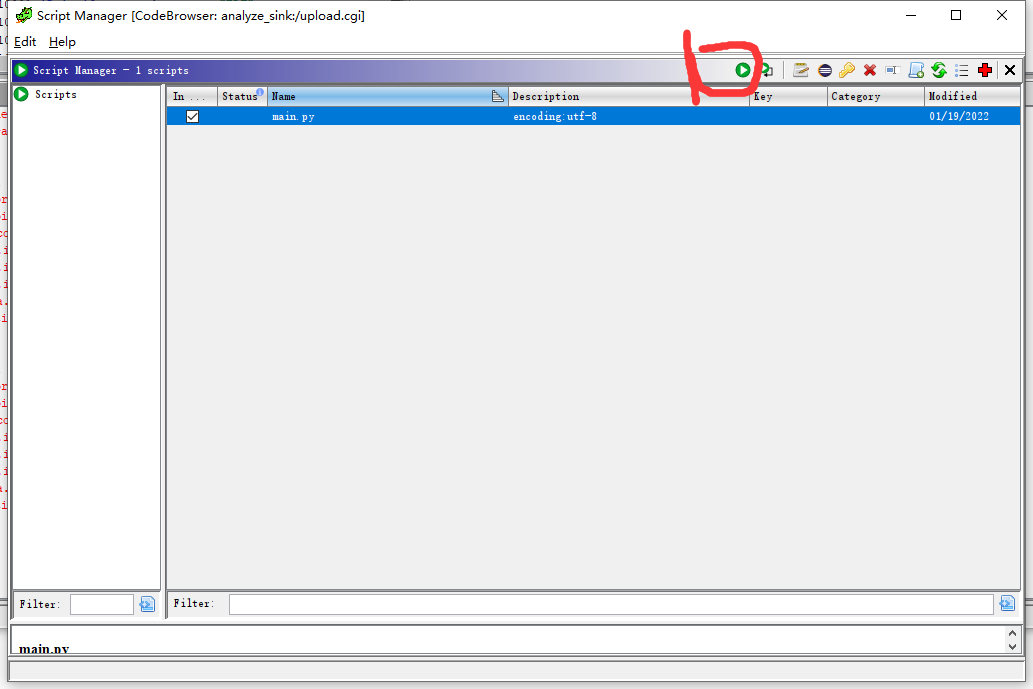 Script Manager [CodeBrowser: analyze_sink:/upload.cgi]
Edit Help
Script Manager - 1 scripts
Scripts
In ... Status Name Description Key Category Modified
main.py encoding:utf-8 01/19/2022
Filter: Filter:
main.py